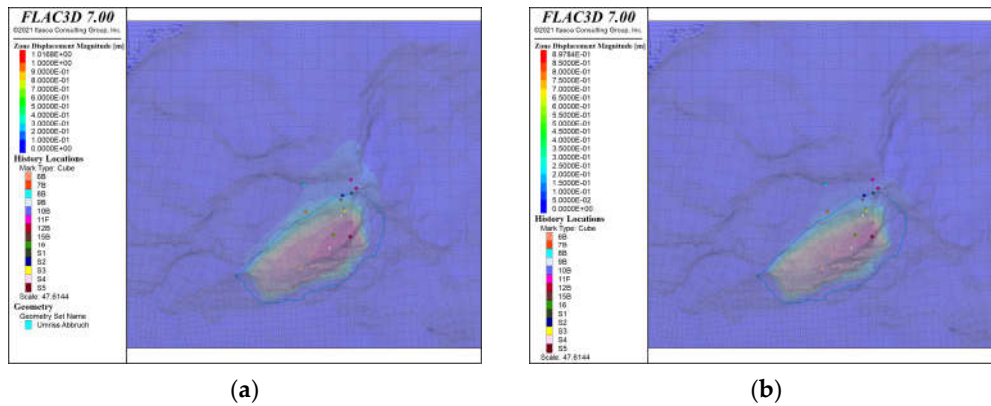 FLAC3D 7.00
©2021 Itasca Consulting Group, Inc.
Zone Displacement Magnitude [m]
1.0168E+00
1.0000E+00
9.0000E-01
8.0000E-01
7.0000E-01
6.0000E-01
5.0000E-01
4.0000E-01
3.0000E-01
2.0000E-01
1.0000E-01
0.0000E+00
History Locations
Mark Type: Cube
6B
7B
8B
9B
10B
11F
12B
15B
16
S1
S2
S3
S4
S5
Scale: 47.6144
Geometry
Geometry Set Name
Umriss Abbruch
(a)
FLAC3D 7.00
©2021 Itasca Consulting Group, Inc.
Zone Displacement Magnitude [m]
8.9784E-01
8.5000E-01
8.0000E-01
7.5000E-01
7.0000E-01
6.5000E-01
6.0000E-01
5.5000E-01
5.0000E-01
4.5000E-01
4.0000E-01
3.5000E-01
3.0000E-01
2.5000E-01
2.0000E-01
1.5000E-01
1.0000E-01
5.0000E-02
0.0000E+00
History Locations
Mark Type: Cube
6B
7B
8B
9B
10B
11F
12B
15B
16
S1
S2
S3
S4
S5
Scale: 47.6144
(b)